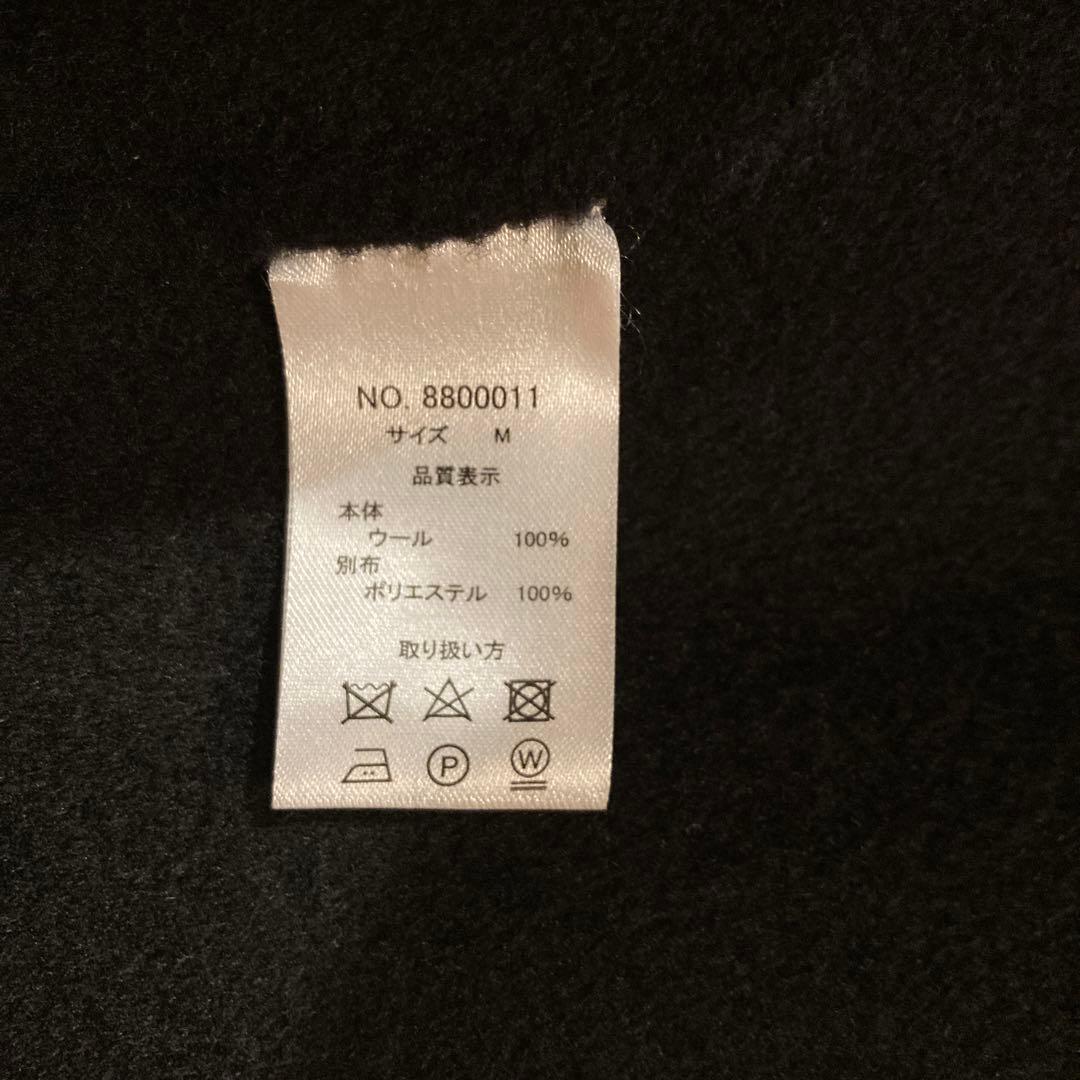 NO. 8800011
サイズ M
品質表示
本体
ウール 100%
別布
ポリエステル 100%
取り扱い方
P W